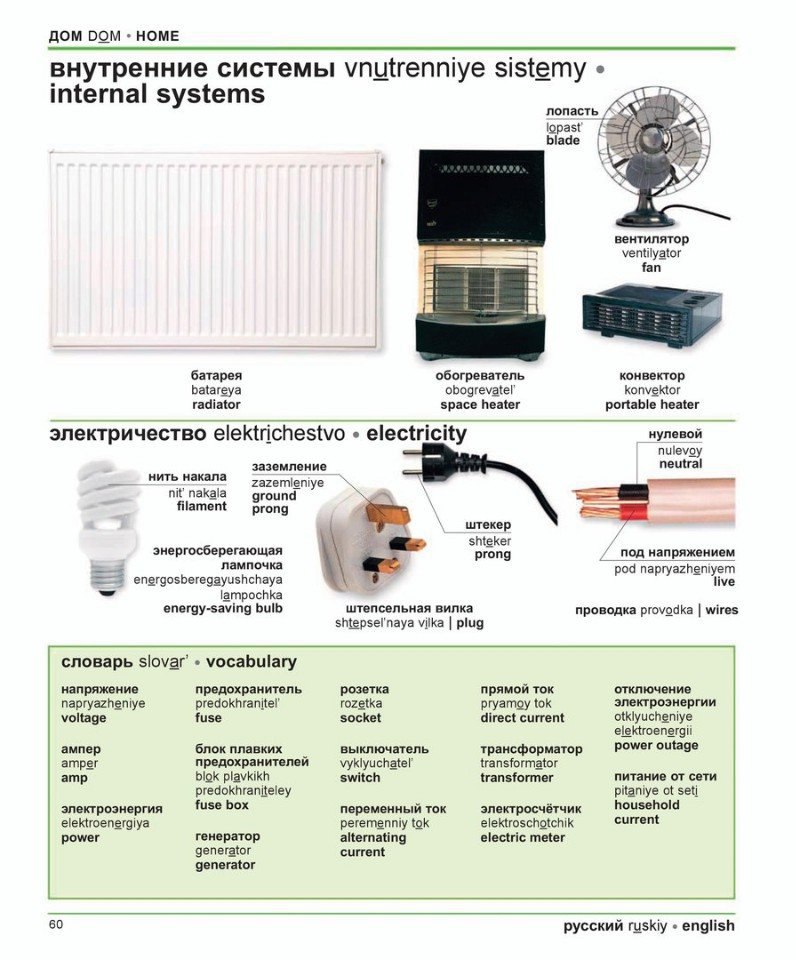 ДОМ DOM • HOME
внутренние системы vnutrenniye sistemy •
internal systems
лопасть
lopast'
blade
вентилятор
ventilyator
fan
батарея
batareya
radiator
обогреватель
obogrevatel'
space heater
конвектор
konvektor
portable heater
электричество elektrichestvo • electricity
нить накала
nit' nakala
filament
энергосберегающая
лампочка
energosberegayushchaya
lampochka
energy-saving bulb
заземление
zazemleniye
ground
prong
штекер
shteker
prong
штепсельная вилка
shtepsel'naya vilka | plug
нулевой
nulevoy
neutral
под напряжением
pod napryazheniyem
live
проводка provodka | wires
словарь slovar' • vocabulary
напряжение
napryazheniye
voltage
ампер
amper
amp
электроэнергия
elektroenergiya
power
предохранитель
predokhranitel'
fuse
блок плавких
предохранителей
blok plavkikh
predokhraniteley
fuse box
генератор
generator
generator
розетка
rozetka
socket
выключатель
vyklyuchatel'
switch
переменный ток
peremenniy tok
alternating
current
прямой ток
pryamoy tok
direct current
трансформатор
transformator
transformer
электросчётчик
elektroschotchik
electric meter
отключение
электроэнергии
otklyucheniye
elektroenergii
power outage
питание от сети
pitaniye ot seti
household
current
60
русский ruskiy • english